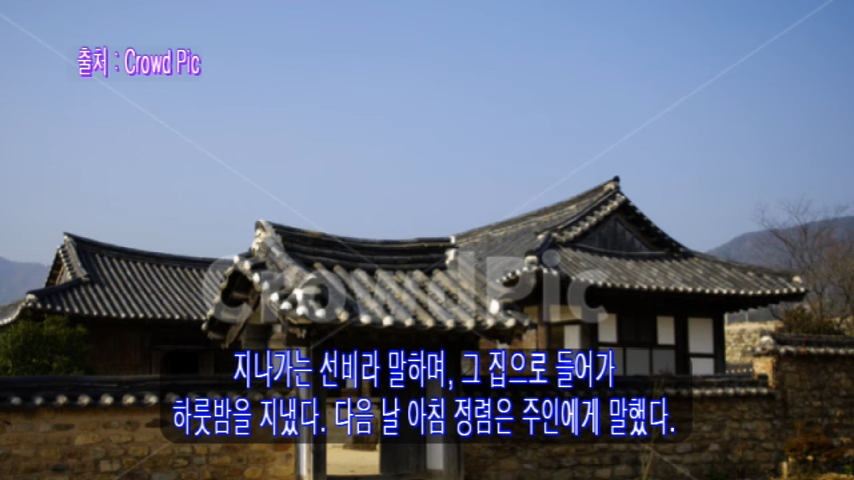 출처 : Crowd Pic
CrowdPic
지나가는 선비라 말하며, 그 집으로 들어가
하룻밤을 지냈다. 다음 날 아침 정렴은 주인에게 말했다.